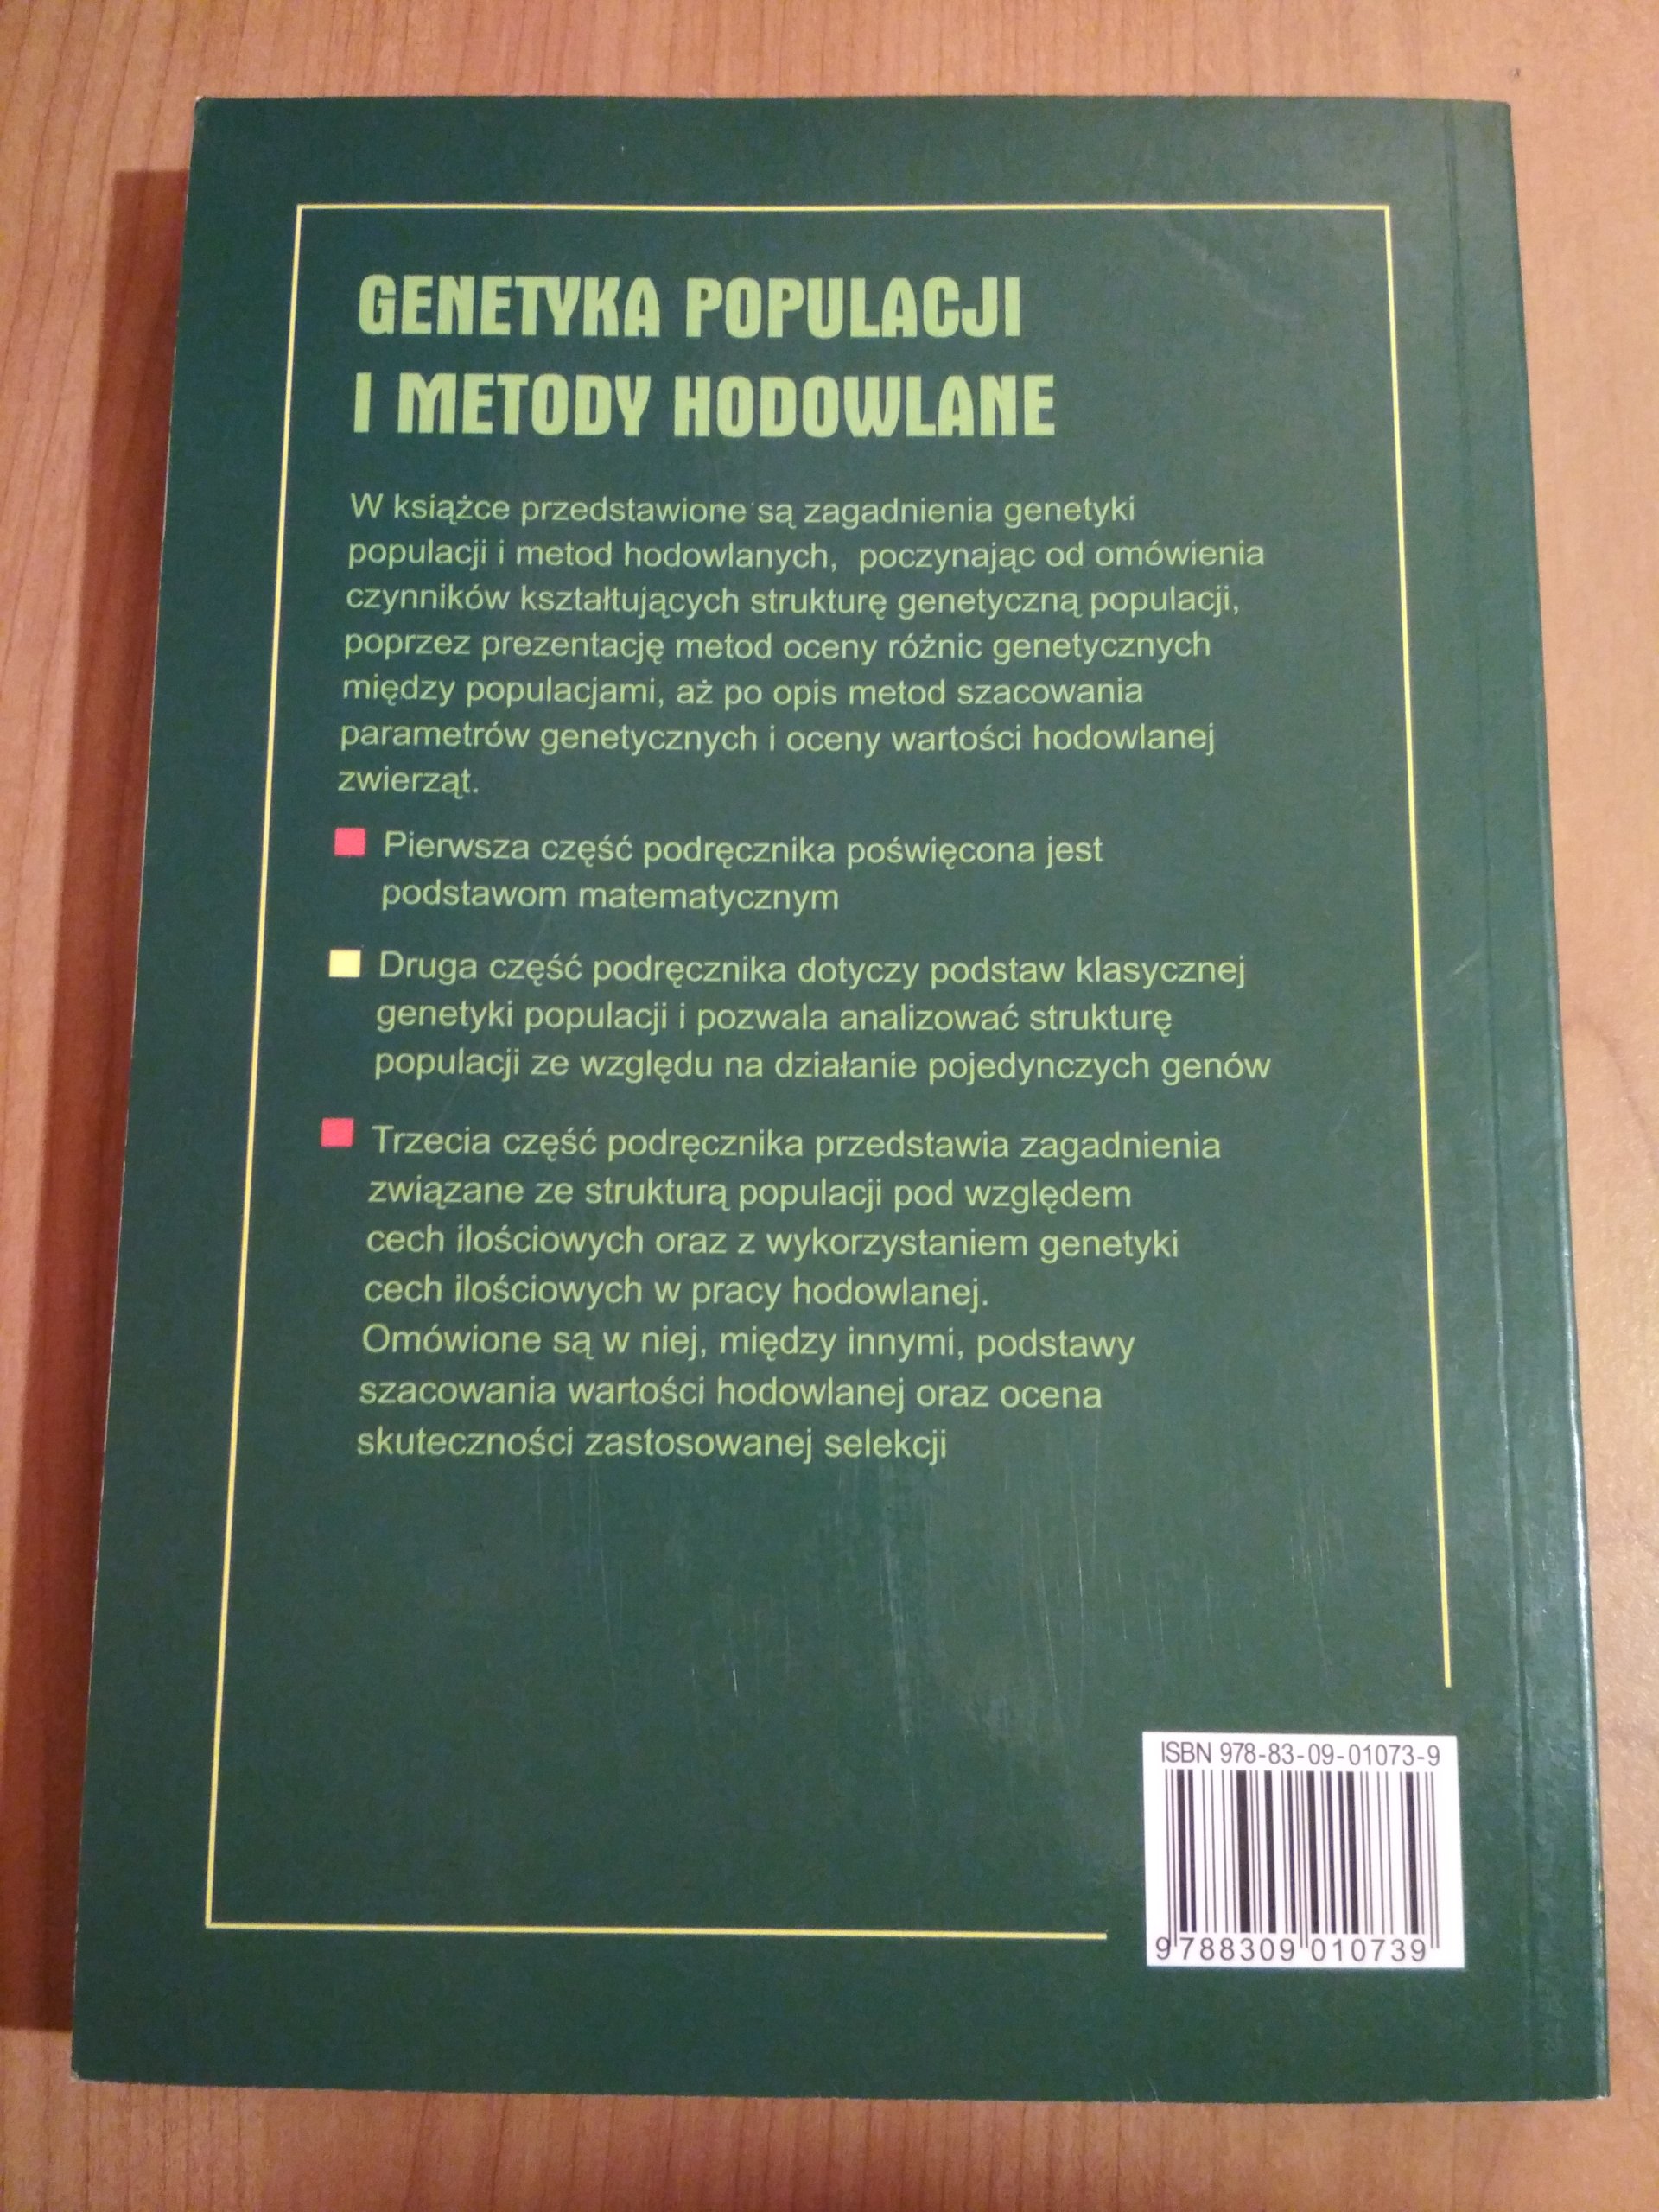 GENETYKA POPULACJI
I METODY HODOWLANE
W książce przedstawione są zagadnienia genetyki
populacji i metod hodowlanych, poczynając od omówienia
czynników kształtujących strukturę genetyczną populacji,
poprzez prezentację metod oceny różnic genetycznych
między populacjami, aż po opis metod szacowania
parametrów genetycznych i oceny wartości hodowlanej
zwierząt.
Pierwsza część podręcznika poświęcona jest
podstawom matematycznym
Druga część podręcznika dotyczy podstaw klasycznej
genetyki populacji i pozwala analizować strukturę
populacji ze względu na działanie pojedynczych genów
Trzecia część podręcznika przedstawia zagadnienia
związane ze strukturą populacji pod względem
cech ilościowych oraz z wykorzystaniem genetyki
cech ilościowych w pracy hodowlanej.
Omówione są w niej, między innymi, podstawy
szacowania wartości hodowlanej oraz ocena
skuteczności zastosowanej selekcji
ISBN 978-83-09-01073-9
9 788309 010739